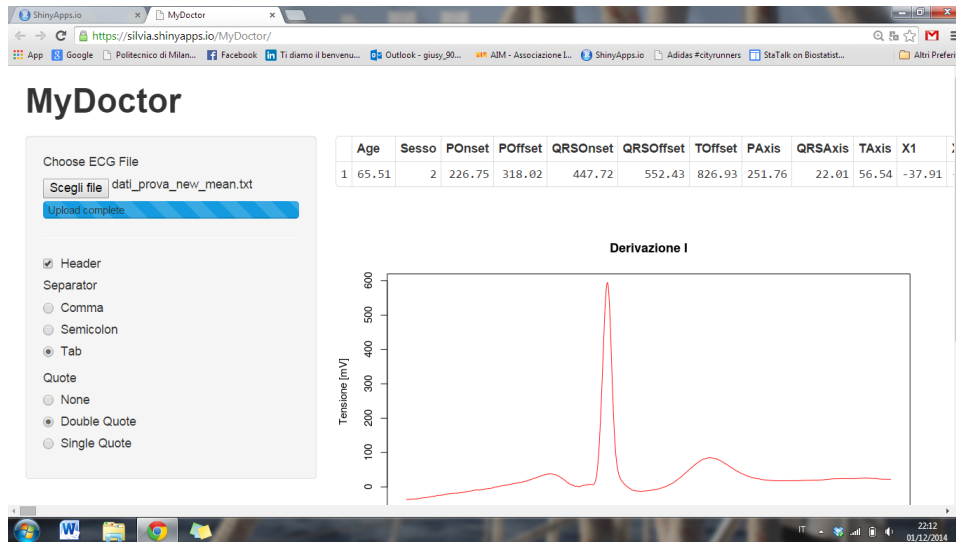 ShinyApps.io
MyDoctor
https://silvia.shinyapps.io/MyDoctor/
App Google Politecnico di Milan... Facebook Ti diamo il benvenu... Outlook - giusy_90... AIM - Associazione I... ShinyApps.io Adidas #cityrunners StaTalk on Biostatist... Altri Preferi
MyDoctor
Choose ECG File
Scegli file dati_prova_new_mean.txt
Upload complete
Header
Separator
Comma
Semicolon
Tab
Quote
None
Double Quote
Single Quote
Age Sesso POnset POffset QRSOnset QRSOffset TOffset PAxis QRSAxis TAxis X1
1 65.51 2 226.75 318.02 447.72 552.43 826.93 251.76 22.01 56.54 -37.91
Derivazione I
Tensione [mV]
600
500
400
300
200
100
0
IT
22:12
01/12/2014